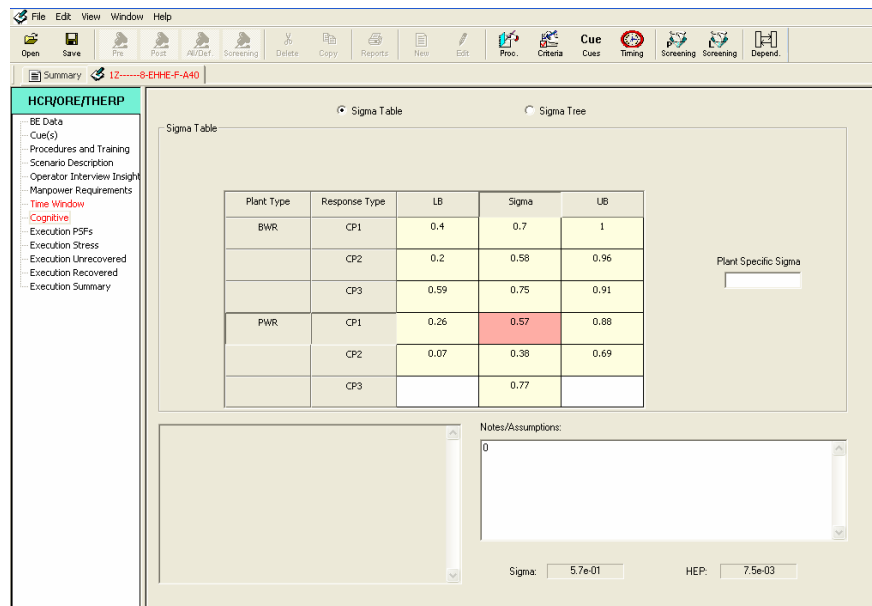 File Edit View Window Help
Open Save Pre Post All/Def. Screening Delete Copy Reports New Edit Proc. Criteria Cue Cues Timing Screening Screening Depend.
Summary 1Z------8-EHHE-F-A40
HCR/ORE/THERP
BE Data
Cue(s)
Procedures and Training
Scenario Description
Operator Interview Insight
Manpower Requirements
Time Window
Cognitive
Execution PSFs
Execution Stress
Execution Unrecovered
Execution Recovered
Execution Summary
Sigma Table Sigma Tree
Sigma Table
Plant Type Response Type LB Sigma UB
BWR CP1 0.4 0.7 1
CP2 0.2 0.58 0.96
CP3 0.59 0.75 0.91
PWR CP1 0.26 0.57 0.88
CP2 0.07 0.38 0.69
CP3 0.77
Plant Specific Sigma
Notes/Assumptions:
0
Sigma: 5.7e-01 HEP: 7.5e-03